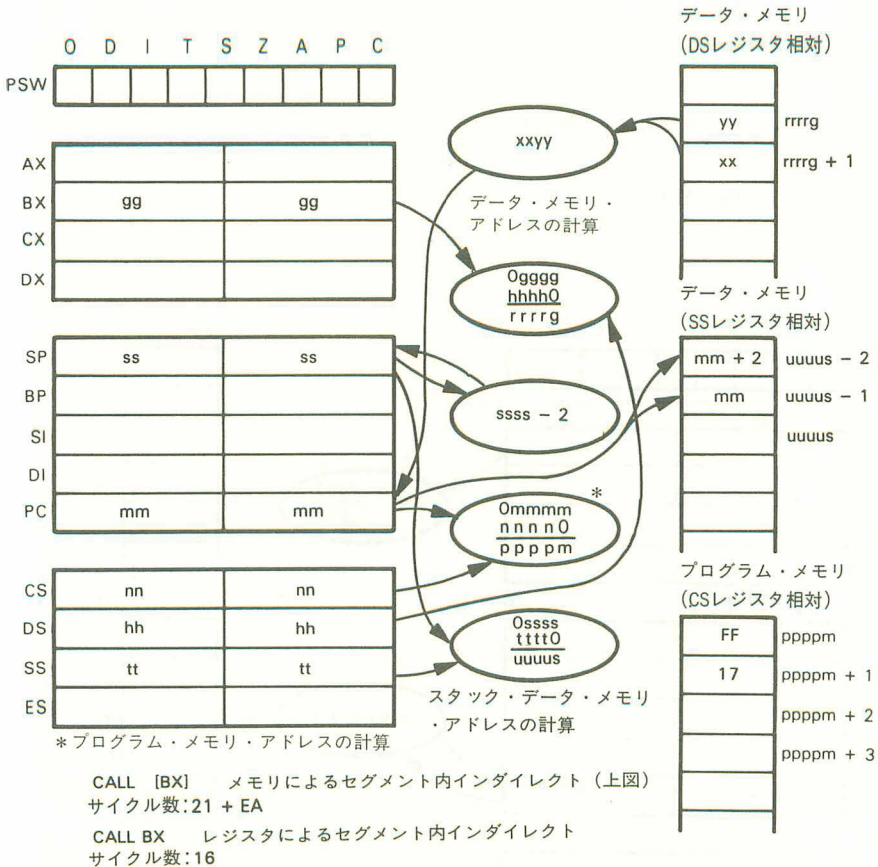 O D I T S Z A P C
PSW
AX
BX gg gg
CX
DX
SP ss ss
BP
SI
DI
PC mm mm
CS nn nn
DS hh hh
SS tt tt
ES
*プログラム・メモリ・アドレスの計算
xxyy
データ・メモリ・
アドレスの計算
0gggg
hhhh0
rrrrg
ssss - 2
*
0mmmm
nnnn0
ppppm
0ssss
tttt0
uuuus
スタック・データ・メモリ
・アドレスの計算
データ・メモリ
(DSレジスタ相対)
yy rrrrg
xx rrrrg + 1
データ・メモリ
(SSレジスタ相対)
mm + 2 uuuus - 2
mm uuuus - 1
uuuus
プログラム・メモリ
(CSレジスタ相対)
FF ppppm
17 ppppm + 1
ppppm + 2
ppppm + 3
CALL [BX] メモリによるセグメント内インダイレクト (上図)
サイクル数:21 + EA
CALL BX レジスタによるセグメント内インダイレクト
サイクル数:16